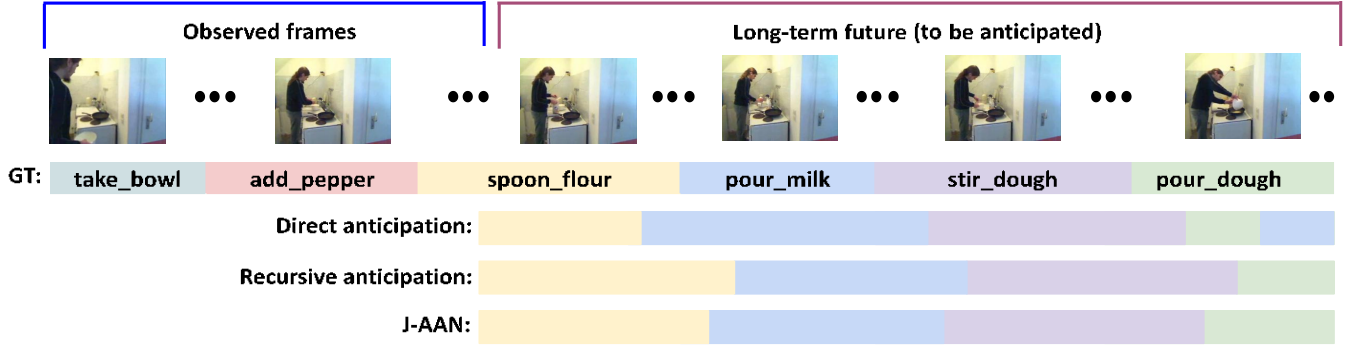 Observed frames
Long-term future (to be anticipated)
GT: take_bowl add_pepper spoon_flour pour_milk stir_dough pour_dough
Direct anticipation:
Recursive anticipation:
J-AAN: